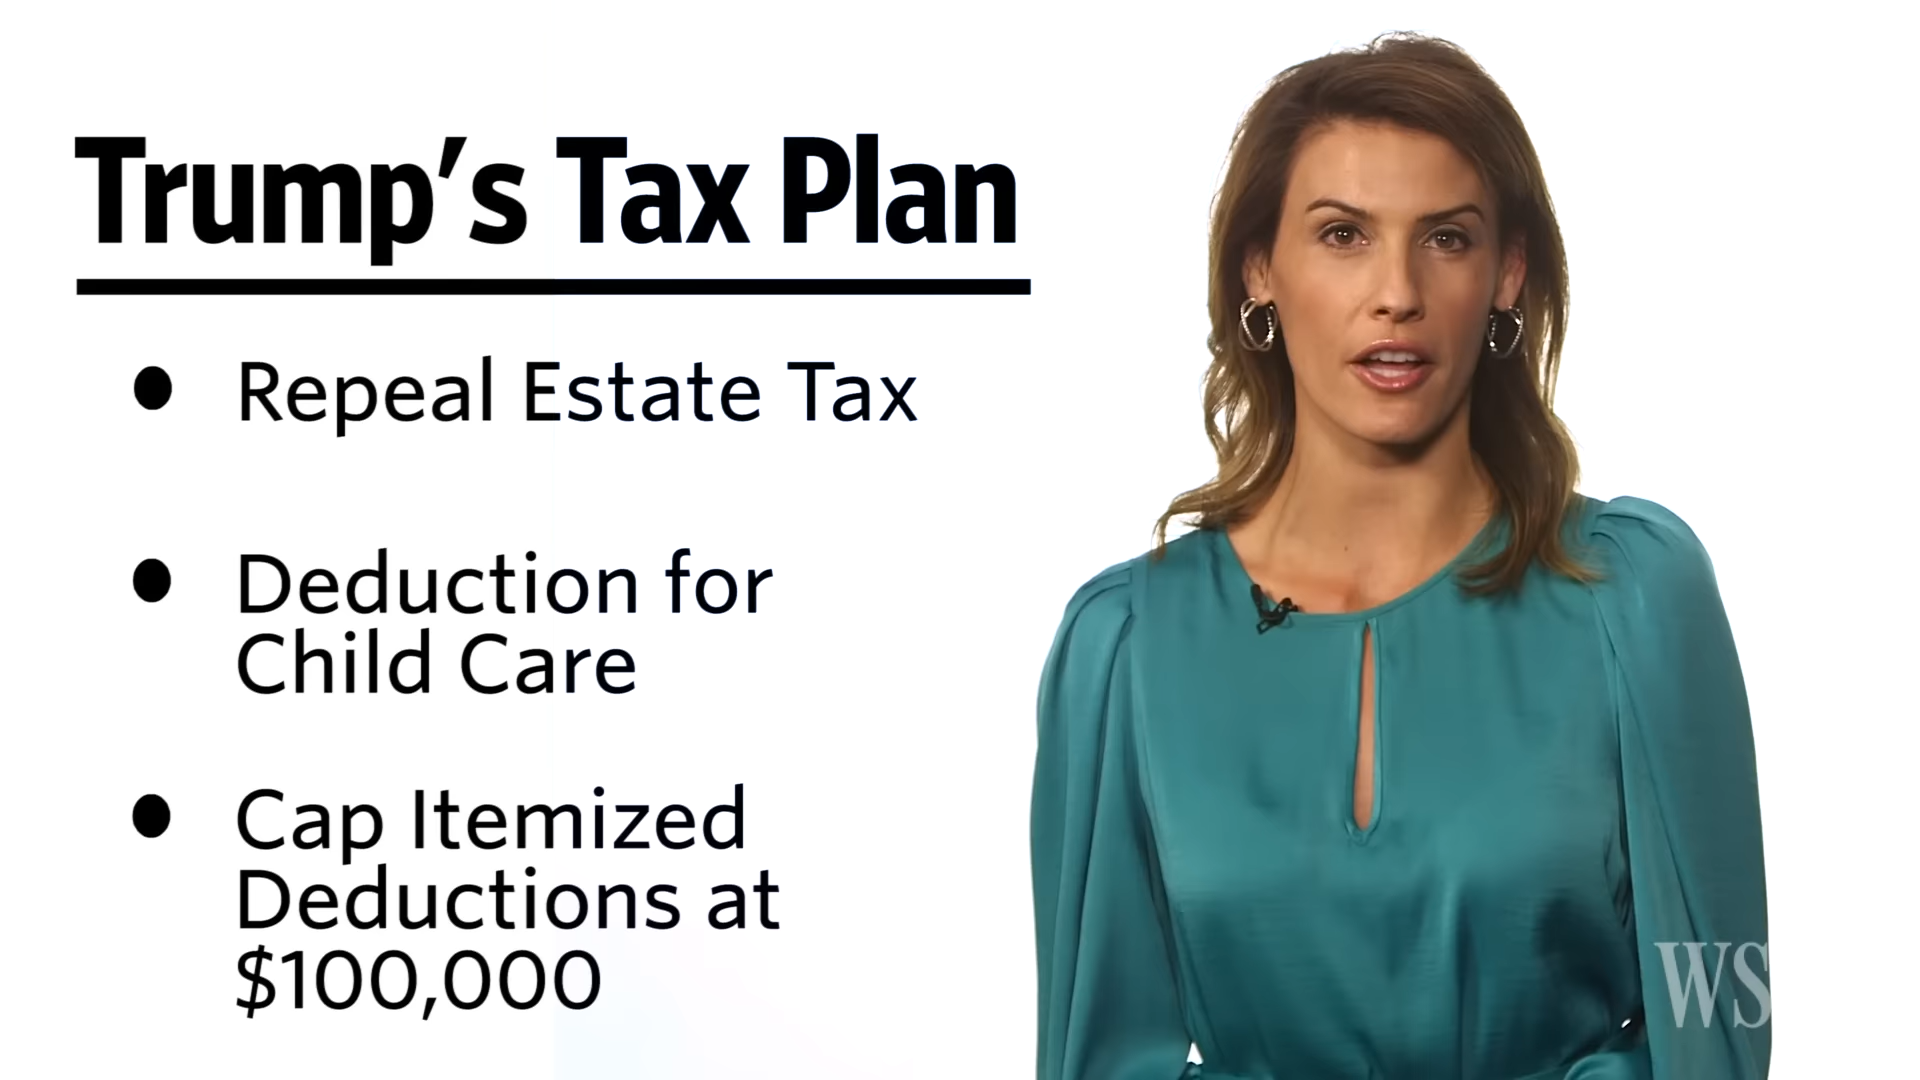 Trump's Tax Plan
• Repeal Estate Tax
• Deduction for
Child Care
• Cap Itemized
Deductions at
$100,000
WS